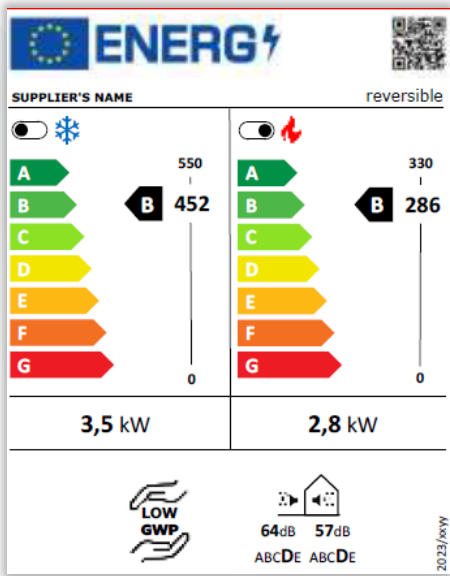 ENERG
SUPPLIER'S NAME
reversible
A
B
C
D
E
F
G
550
B 452
0
A
B
C
D
E
F
G
330
B 286
0
3,5 kW
2,8 kW
LOW
GWP
64dB 57dB
ABCDE ABCDE
2023/xxyy